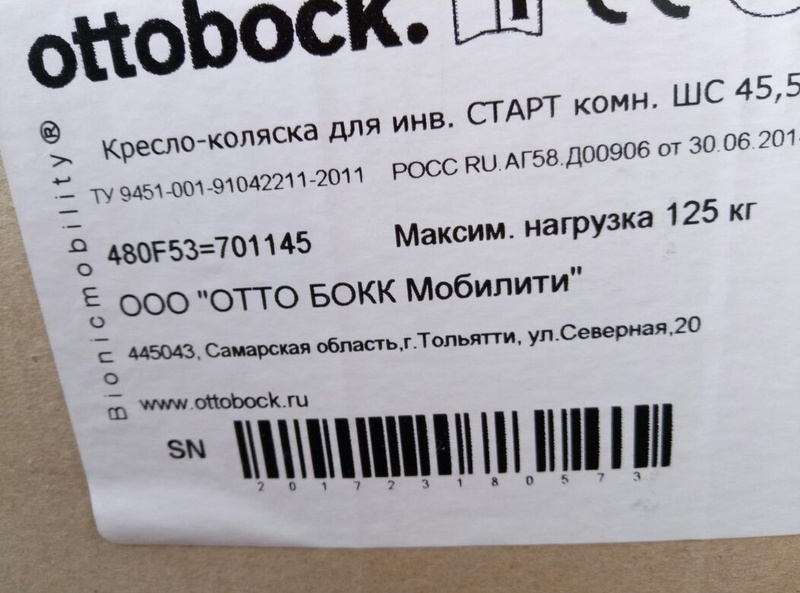 ottobock.
Bionicmobility®
Кресло-коляска для инв. СТАРТ комн. ШС 45,5
ТУ 9451-001-91042211-2011 РОСС RU.АГ58.Д00906 от 30.06.201
480F53=701145 Максим. нагрузка 125 кг
ООО "ОТТО БОКК Мобилити"
445043, Самарская область,г.Тольятти, ул.Северная,20
www.ottobock.ru
SN
201723180573